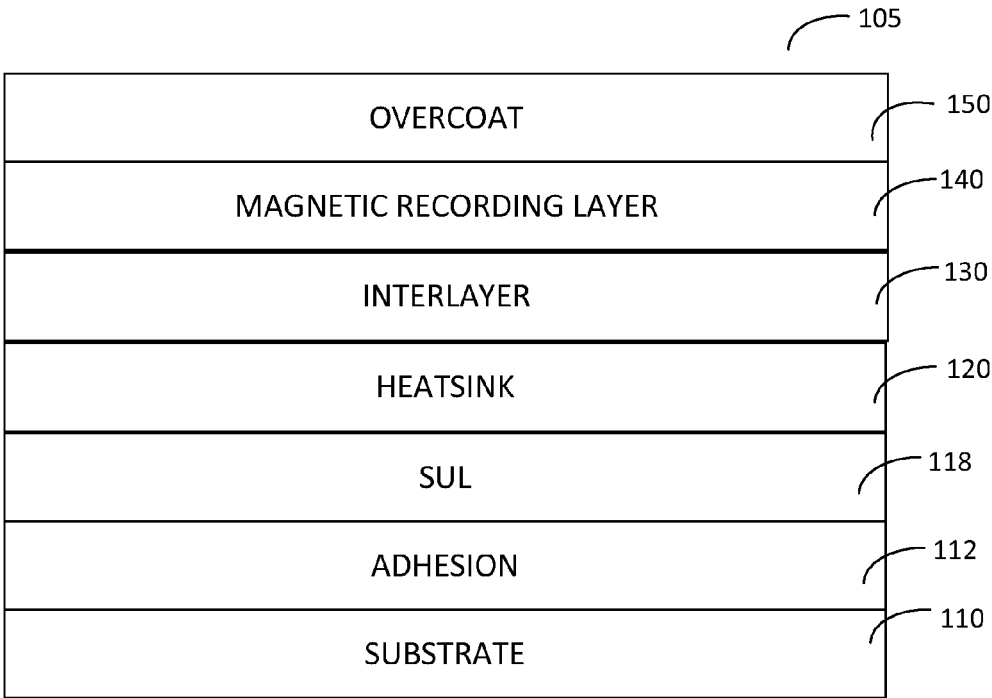 105
OVERCOAT
150
MAGNETIC RECORDING LAYER
140
INTERLAYER
130
HEATSINK
120
SUL
118
ADHESION
112
SUBSTRATE
110